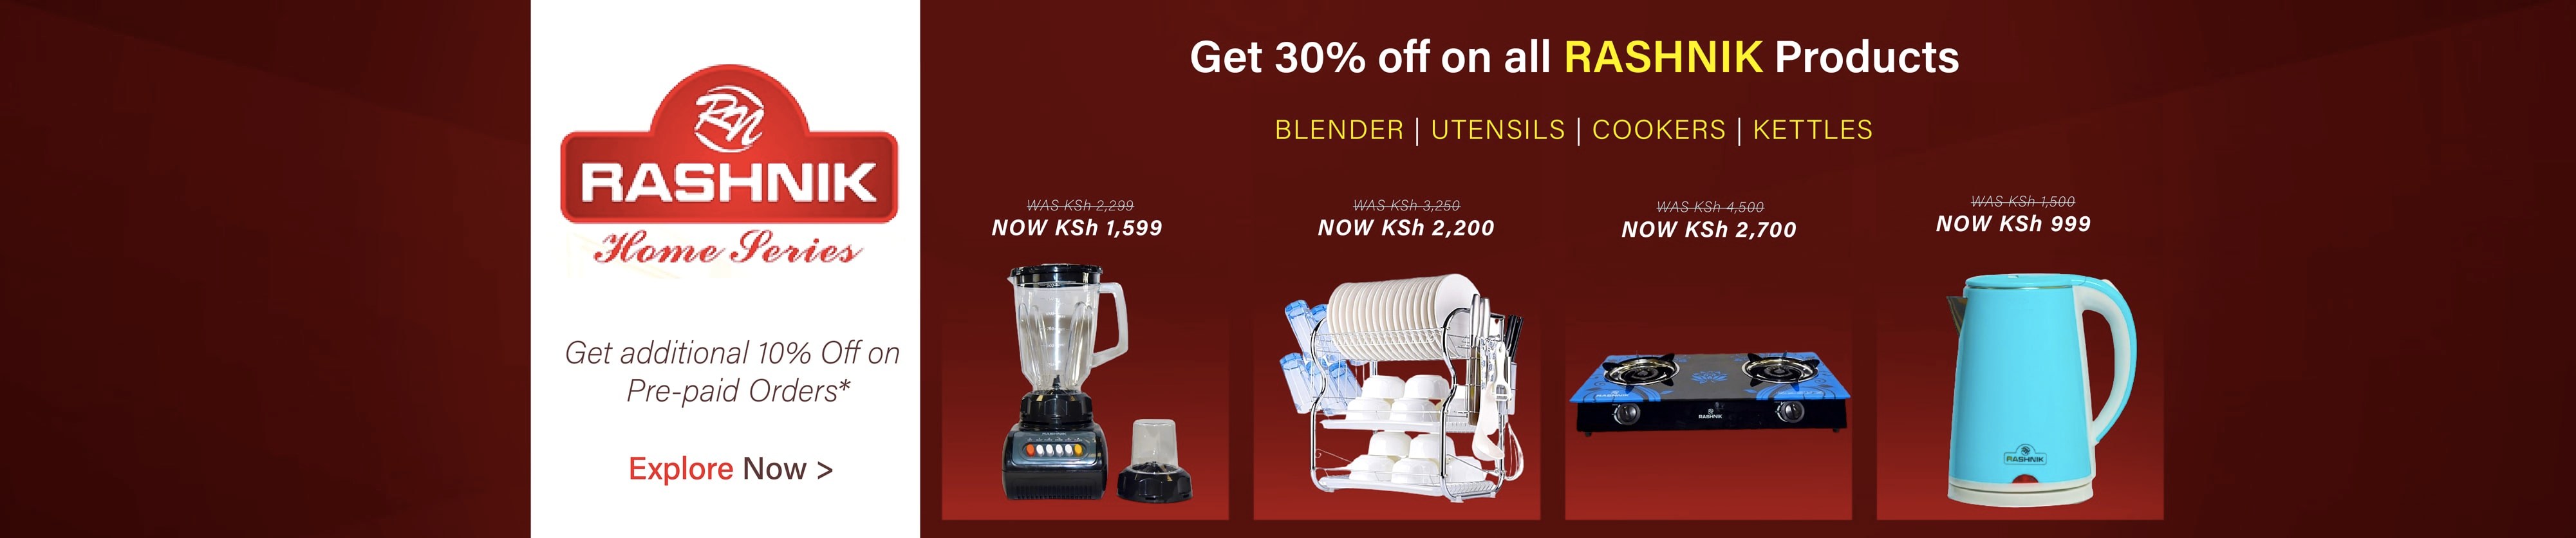 RN
RASHNIK
Home Series
Get additional 10% Off on
Pre-paid Orders*
Explore Now >
Get 30% off on all RASHNIK Products
BLENDER | UTENSILS | COOKERS | KETTLES
WAS KSh 2,299
NOW KSh 1,599
WAS KSh 3,250
NOW KSh 2,200
WAS KSh 4,500
NOW KSh 2,700
WAS KSh 1,500
NOW KSh 999
RASHNIK
RASHNIK